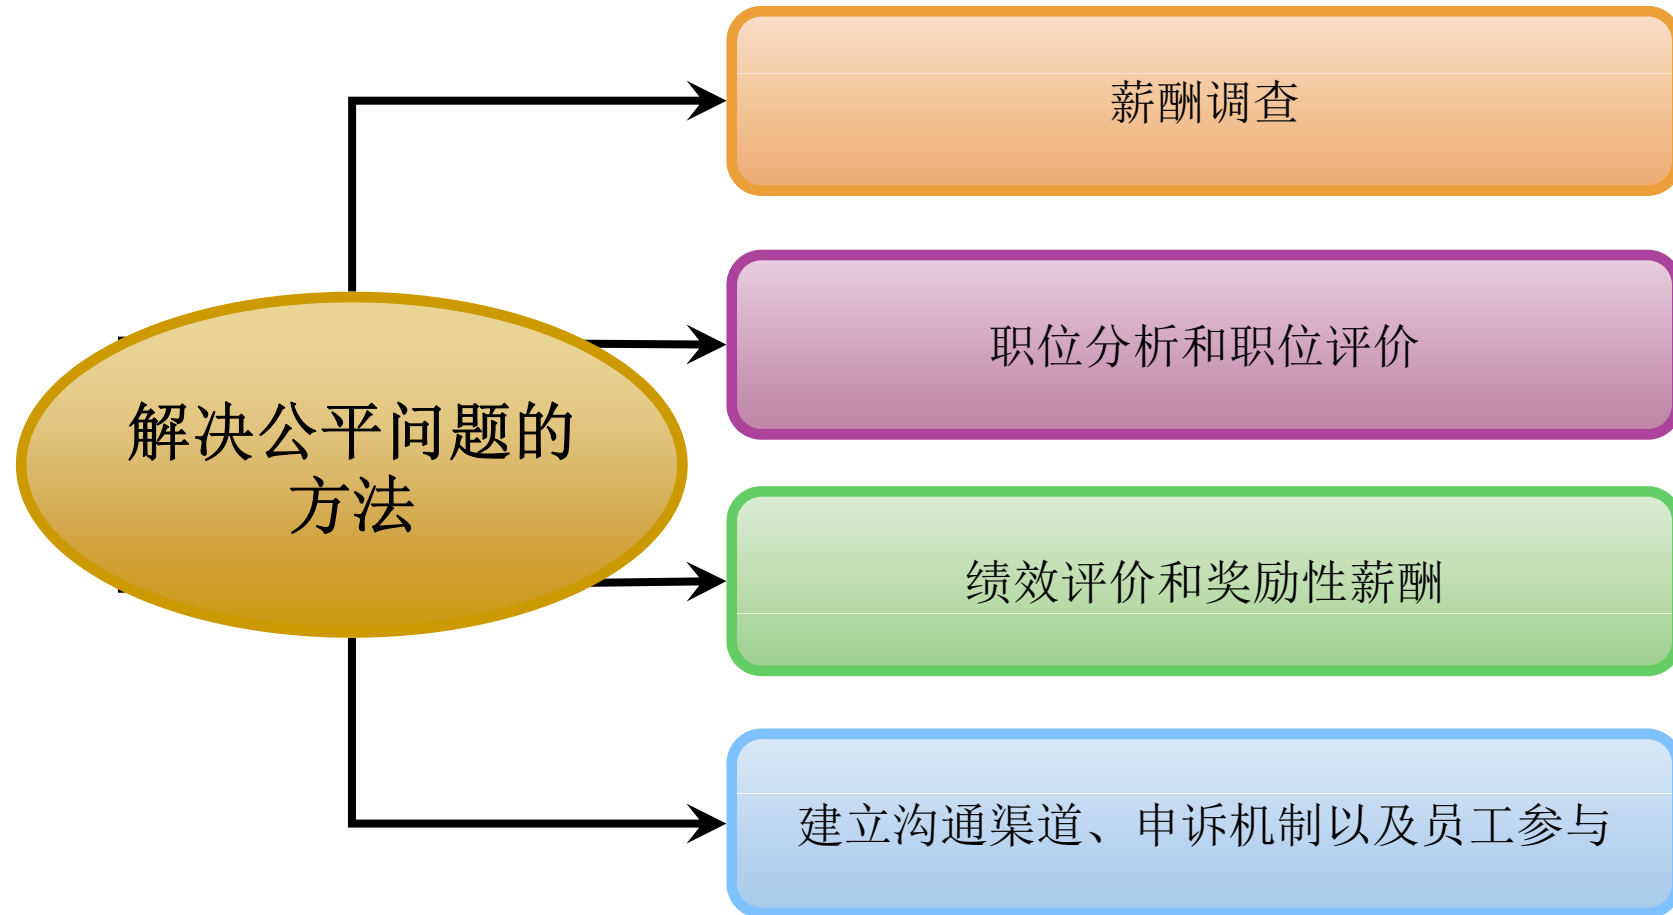 薪酬调查
职位分析和职位评价
解决公平问题的
方法
绩效评价和奖励性薪酬
建立沟通渠道、申诉机制以及员工参与